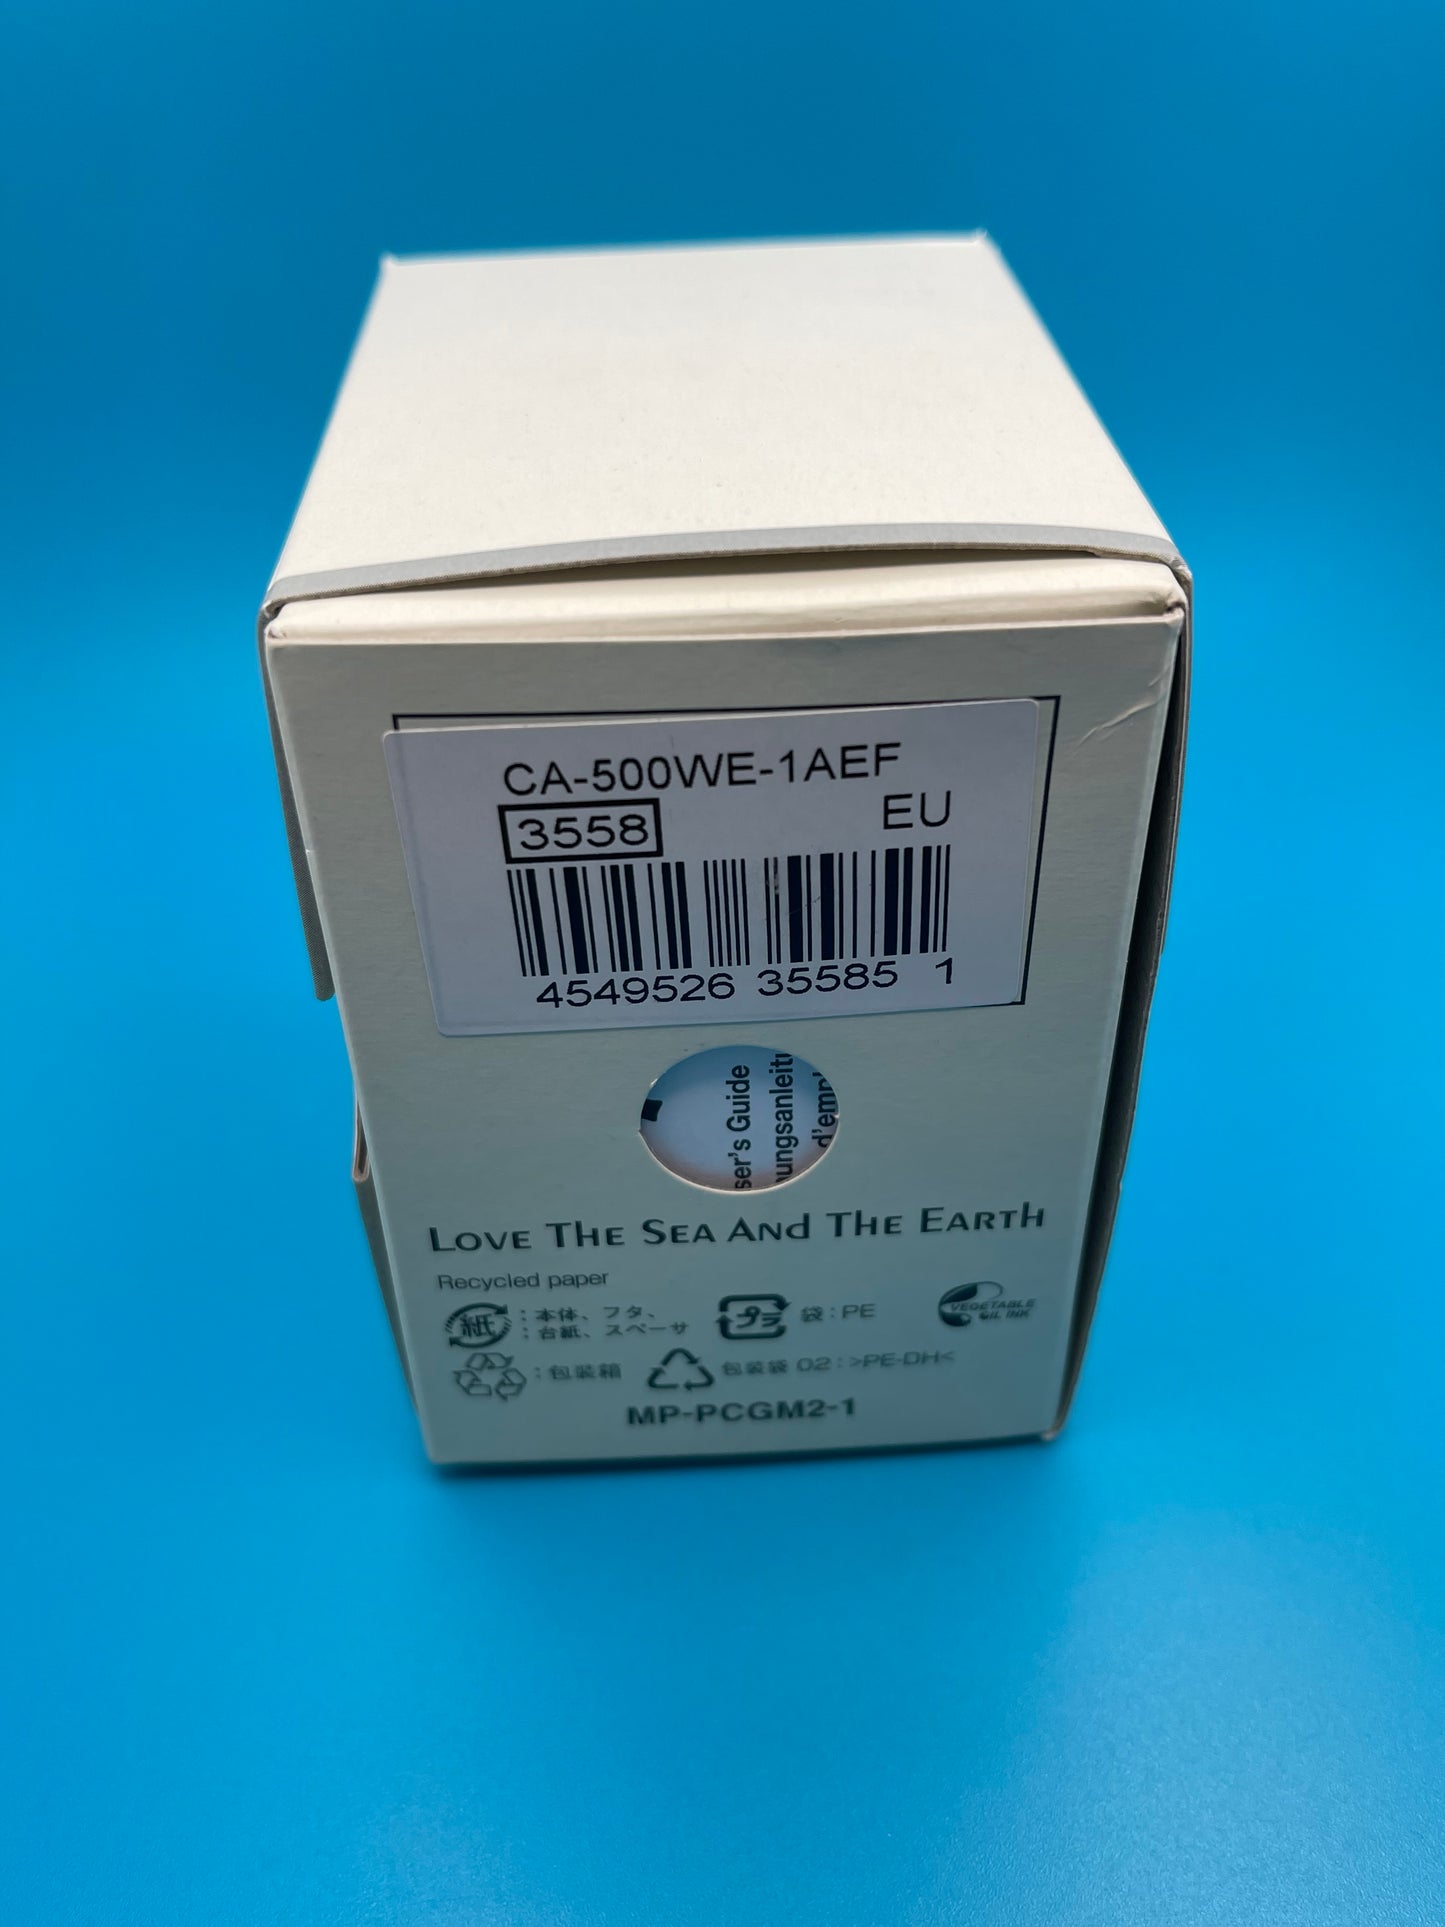 CA-500WE-1AEF
3558 EU
4549526 35585 1
ser's Guide
ungsanleit
d'emp
LOVE THE SEA AND THE EARTH
Recycled paper
紙 :本体、フタ、
:台紙、スペーサ
プラ 袋:PE
VEGETABLE
OIL INK
:包装箱
包装袋 02:>PE-DH<
MP-PCGM2-1